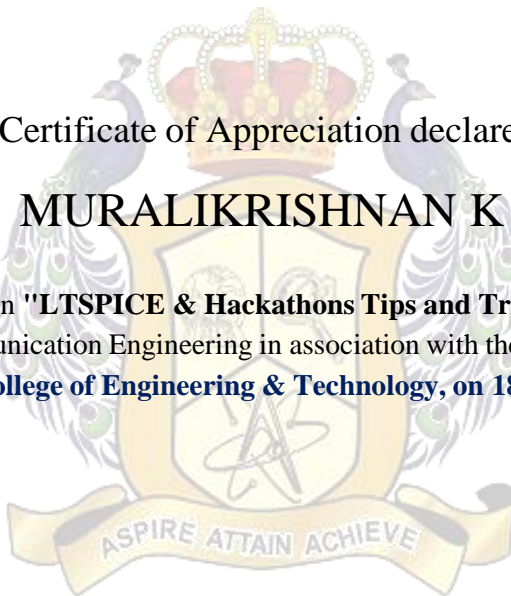 Certificate of Appreciation declare
MURALIKRISHNAN K
n "LTSPICE & Hackathons Tips and Tr
unication Engineering in association with the
ollege of Engineering & Technology, on 18
ASPIRE ATTAIN ACHIEVE